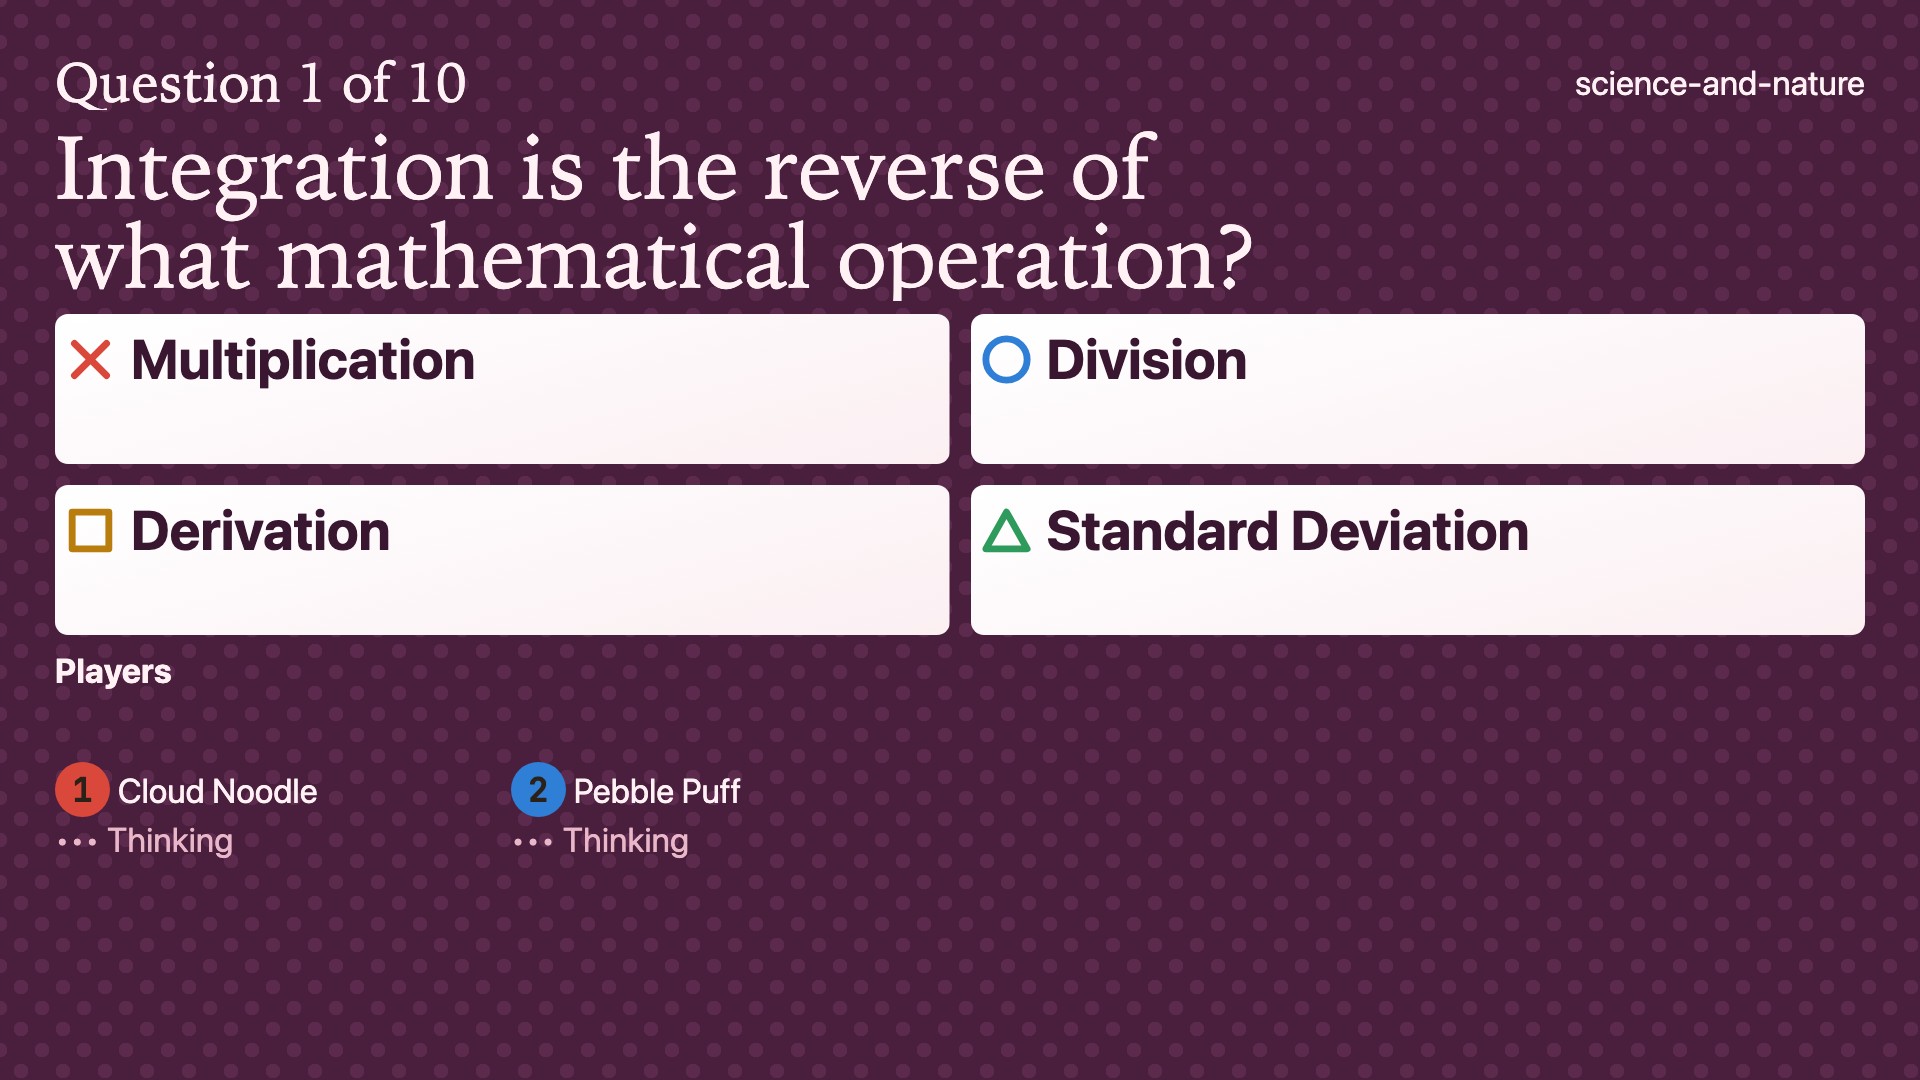 Question 1 of 10
science-and-nature
Integration is the reverse of
what mathematical operation?
Multiplication
Division
Derivation
Standard Deviation
Players
1 Cloud Noodle
... Thinking
2 Pebble Puff
... Thinking